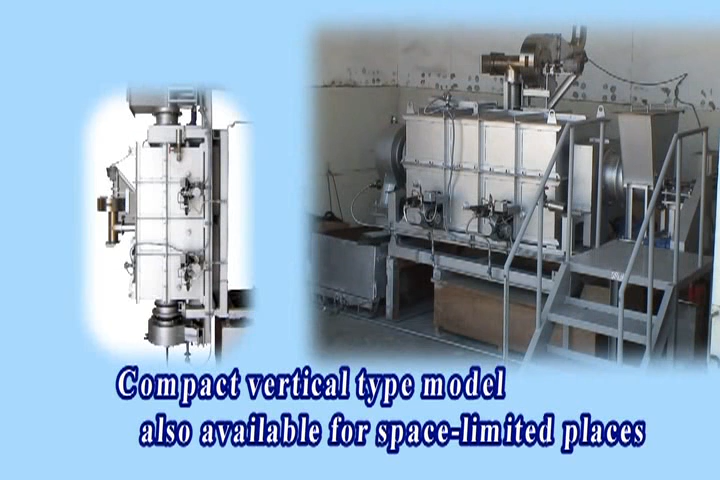 Compact vertical type model
also available for space-limited places